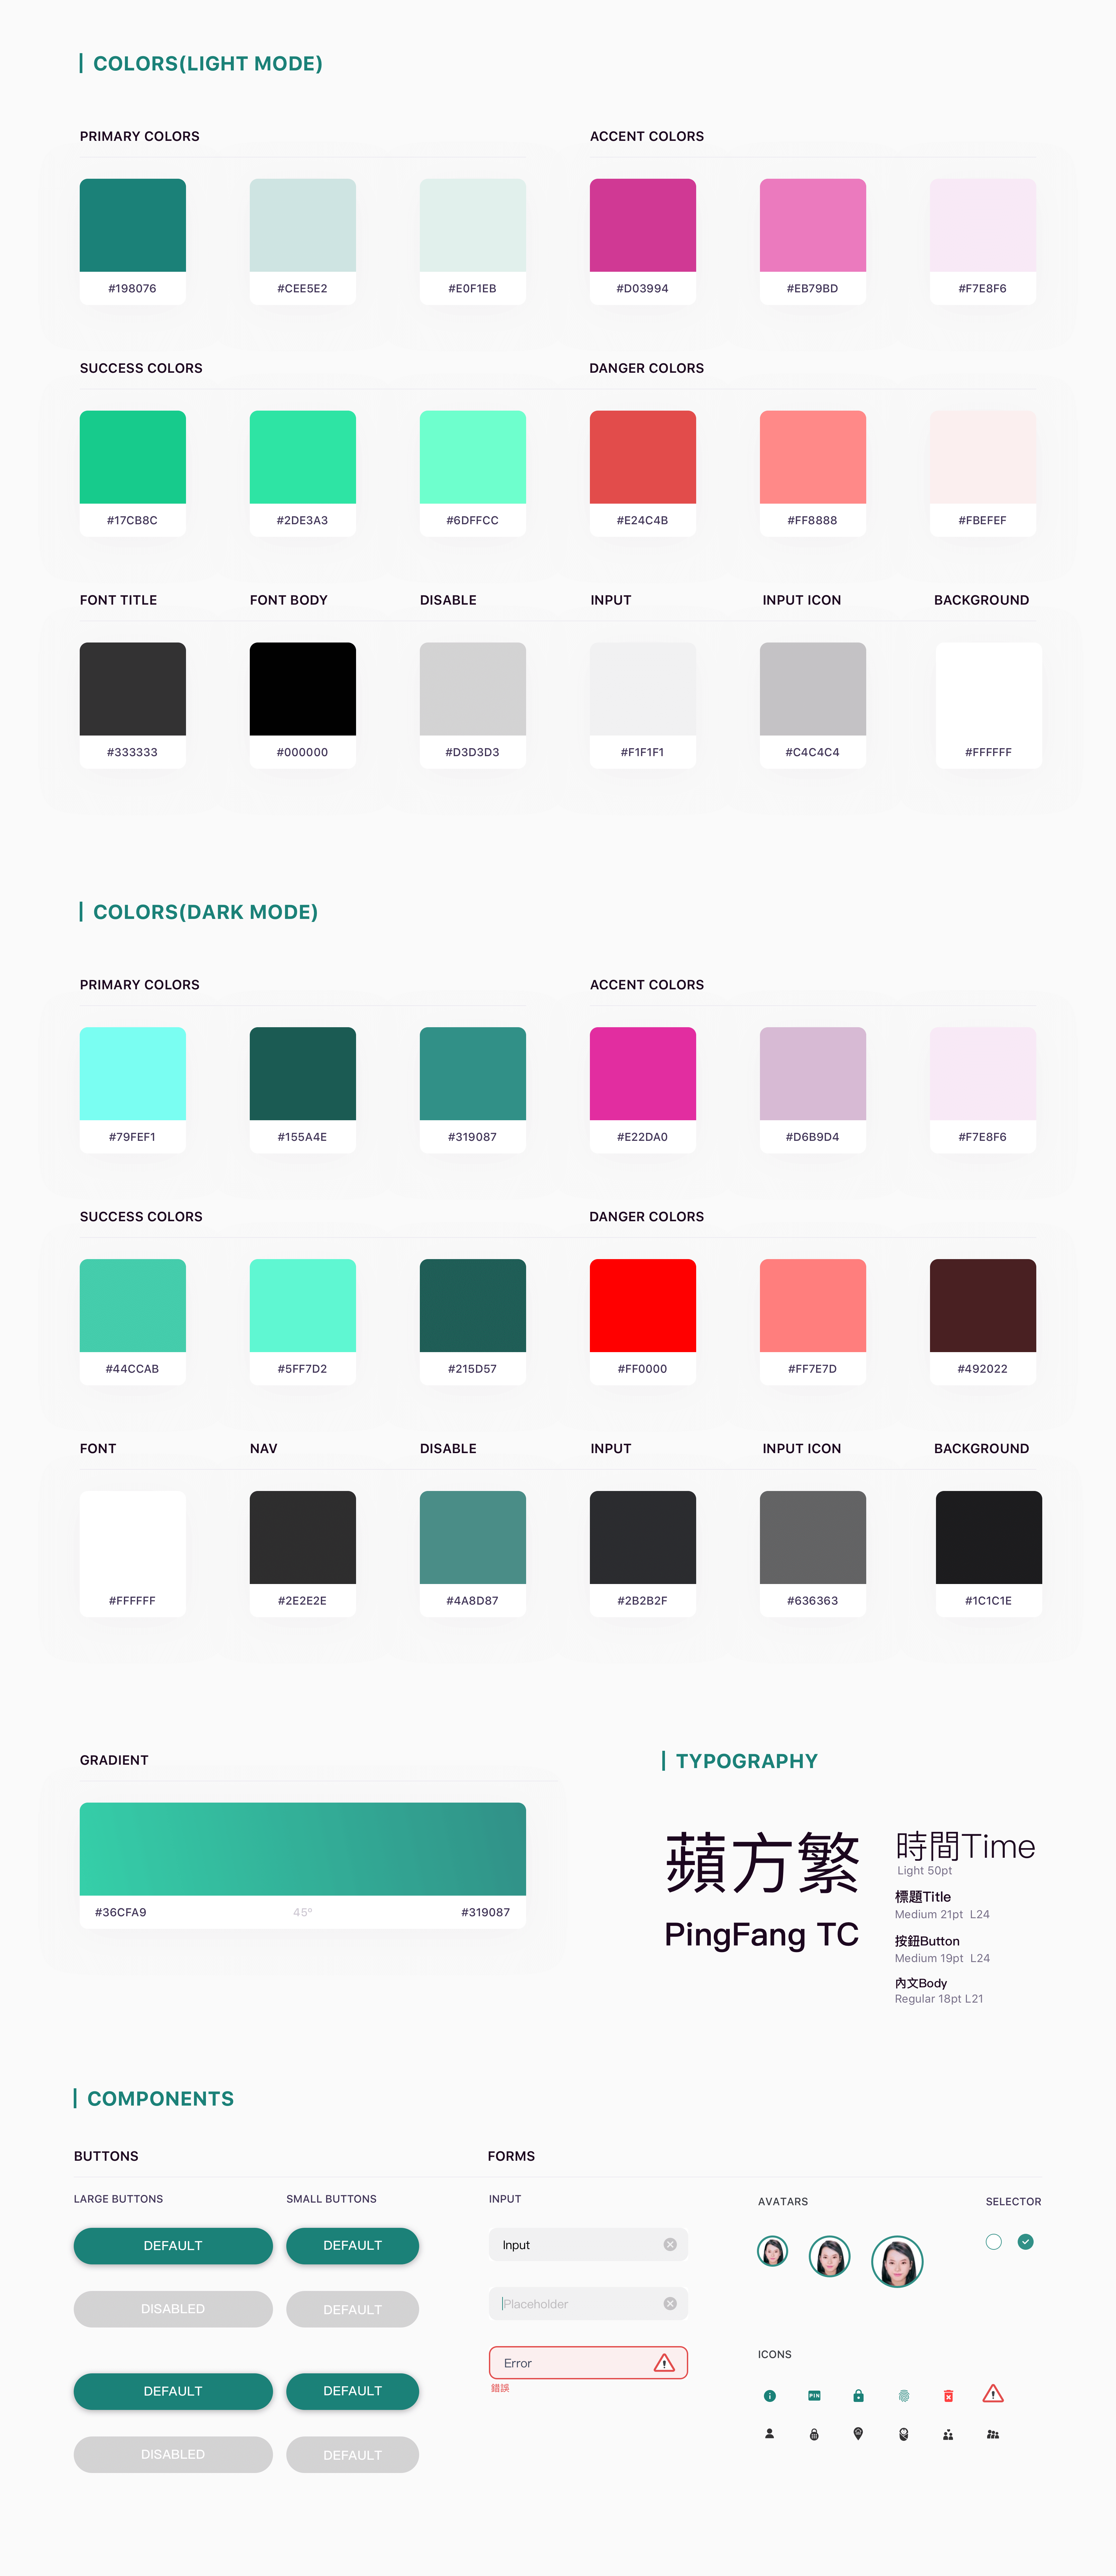 COLORS(LIGHT MODE)
PRIMARY COLORS
ACCENT COLORS
#198076
#CEE5E2
#E0F1EB
#D03994
#EB79BD
#F7E8F6
SUCCESS COLORS
DANGER COLORS
#17CB8C
#2DE3A3
#6DFFCC
#E24C4B
#FF8888
#FBEFEF
FONT TITLE
FONT BODY
DISABLE
INPUT
INPUT ICON
BACKGROUND
#333333
#000000
#D3D3D3
#F1F1F1
#C4C4C4
#FFFFFF
COLORS(DARK MODE)
PRIMARY COLORS
ACCENT COLORS
#79FEF1
#155A4E
#319087
#E22DA0
#D6B9D4
#F7E8F6
SUCCESS COLORS
DANGER COLORS
#44CCAB
#5FF7D2
#215D57
#FF0000
#FF7E7D
#492022
FONT
NAV
DISABLE
INPUT
INPUT ICON
BACKGROUND
#FFFFFF
#2E2E2E
#4A8D87
#2B2B2F
#636363
#1C1C1E
GRADIENT
#36CFA9
45°
#319087
TYPOGRAPHY
蘋方繁
PingFang TC
時間Time
Light 50pt
標題Title
Medium 21pt L24
按鈕Button
Medium 19pt L24
內文Body
Regular 18pt L21
COMPONENTS
BUTTONS
LARGE BUTTONS
SMALL BUTTONS
DEFAULT
DEFAULT
DISABLED
DEFAULT
DEFAULT
DEFAULT
DISABLED
DEFAULT
FORMS
INPUT
Input
Placeholder
Error
錯誤
AVATARS
SELECTOR
ICONS
PIN